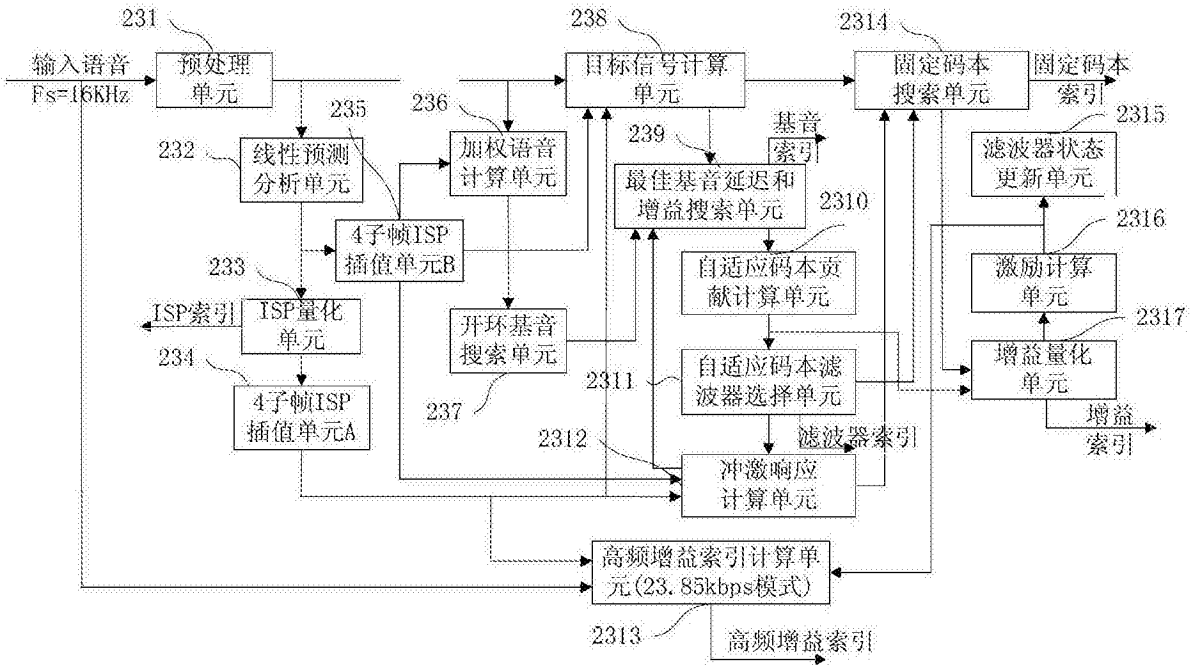 231
238
2314
输入语音
Fs=16KHz
预处理
单元
目标信号计算
单元
固定码本
搜索单元
固定码本
索引
235
236
基音
索引
2315
232
线性预测
分析单元
加权语音
计算单元
239
滤波器状态
更新单元
最佳基音延迟和
增益搜索单元
2310
2316
4子帧ISP
插值单元B
233
自适应码本贡
献计算单元
激励计算
单元
ISP索引
ISP量化
单元
开环基音
搜索单元
2317
234
237
2311
自适应码本滤
波器选择单元
增益量化
单元
4子帧ISP
插值单元A
2312
滤波器索引
增益
索引
冲激响应
计算单元
高频增益索引计算单
元(23.85kbps模式)
2313
高频增益索引